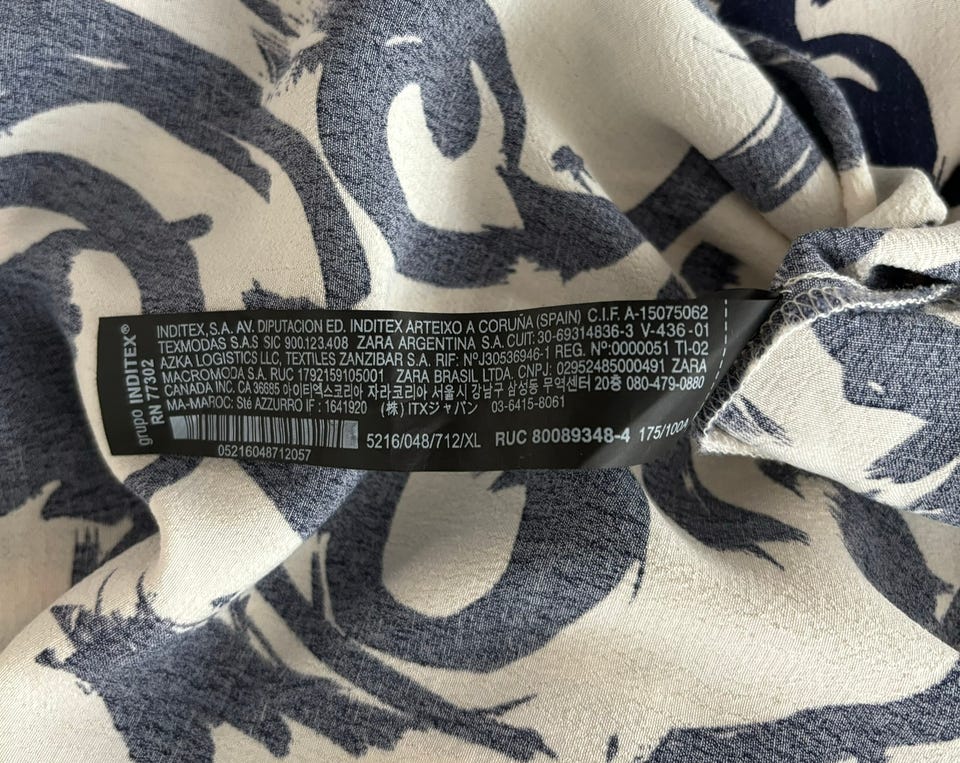 grupo INDITEX®
RN 77302
INDITEX, S.A. AV. DIPUTACION ED. INDITEX ARTEIXO A CORUÑA (SPAIN) C.I.F. A-15075062
TEXMODAS S.A.S SIC 900.123.408 ZARA ARGENTINA S.A. CUIT: 30-69314836-3 V-436 -01
AZKA LOGISTICS LLC, TEXTILES ZANZIBAR S.A. RIF: NºJ30536946-1 REG. Nº:0000051 TI-02
MACROMODA S.A. RUC 1792159105001 ZARA BRASIL LTDA, CNPJ: 02952485000491 ZARA
CANADA INC. CA 36685 아이티엑스코리아 자라코리아 서울시 강남구 삼성동 무역센터 20층 080-479-0880
MA-MAROC: Sté AZZURRO IF : 1641920 (株) ITXジャパン 03-6415-8061
05216048712057
5216/048/712/XL RUC 80089348-4 175/100A